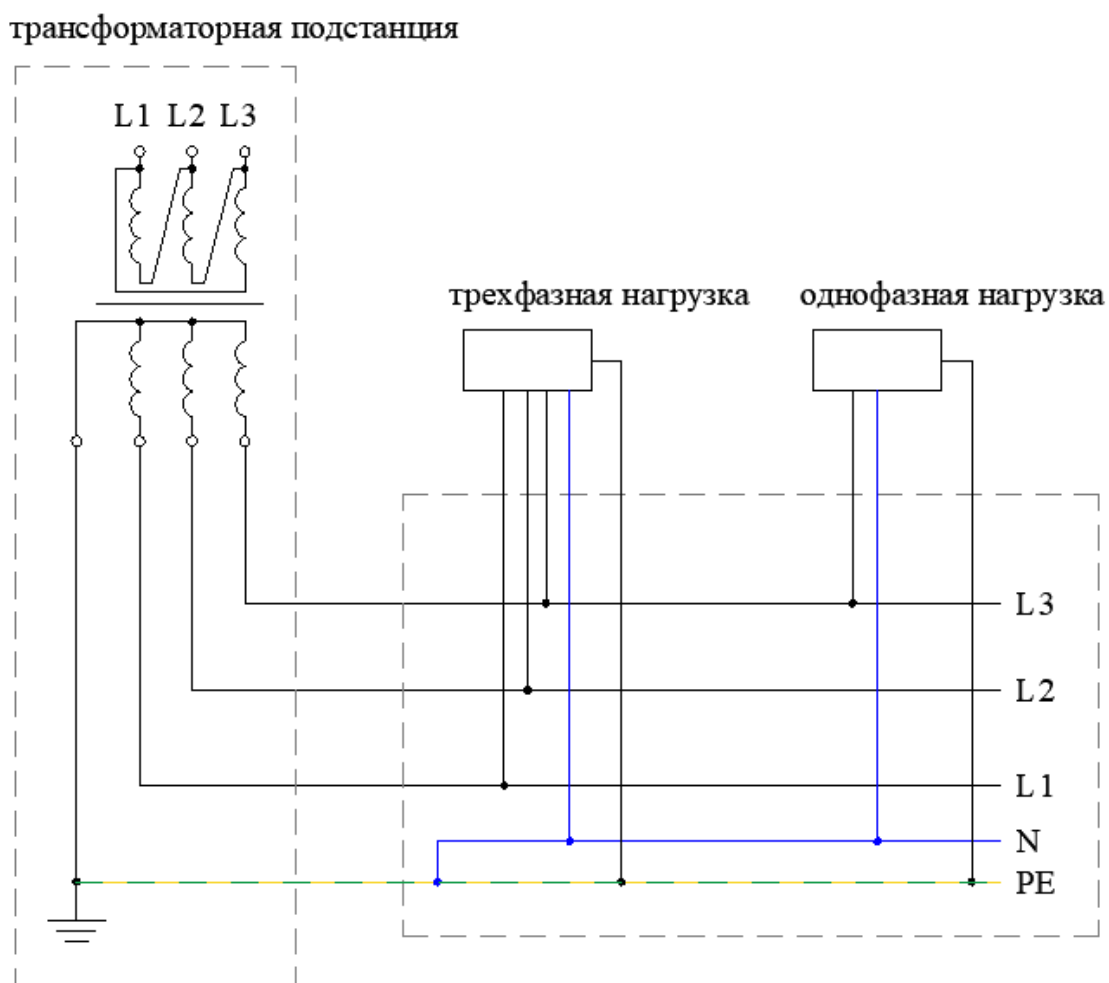 трансформаторная подстанция
L1 L2 L3
трехфазная нагрузка
однофазная нагрузка
L3
L2
L1
N
PE